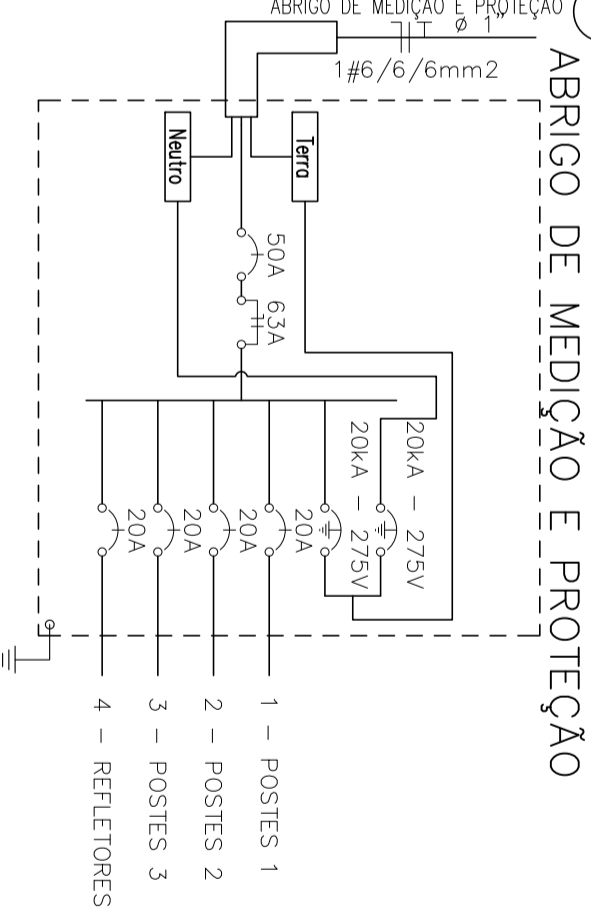 ABRIGO DE MEDIÇÃO E PROTEÇÃO
Ø 1"
1#6/6/6mm2
ABRIGO DE MEDIÇÃO E PROTEÇÃO
Terra
Neutro
50A
63A
20kA - 275V
20kA - 275V
20A
20A
20A
20A
1 - POSTES 1
2 - POSTES 2
3 - POSTES 3
4 - REFLETORES